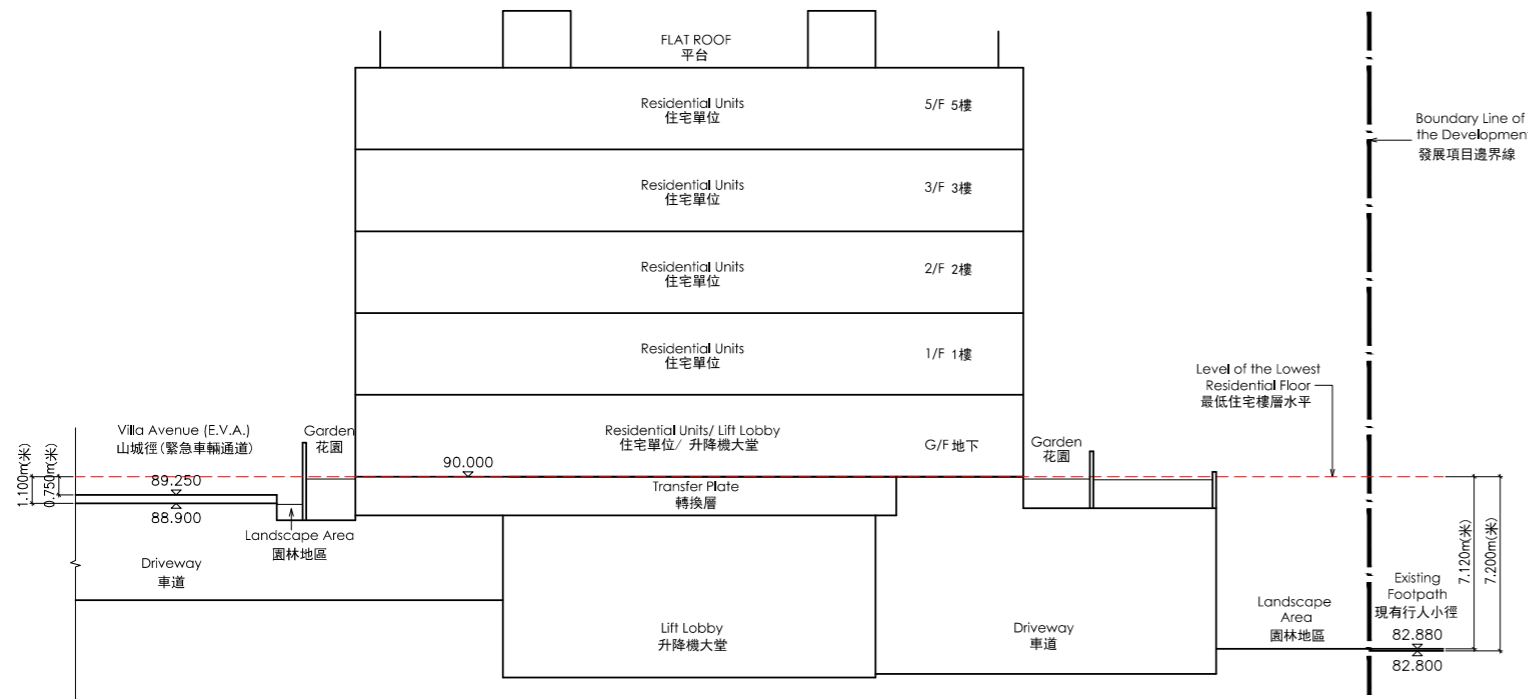 FLAT ROOF
平台
Residential Units
住宅單位
5/F 5樓
Boundary Line of
the Development
發展項目邊界線
Residential Units
住宅單位
3/F 3樓
Residential Units
住宅單位
2/F 2樓
Residential Units
住宅單位
1/F 1樓
Level of the Lowest
Residential Floor
最低住宅樓層水平
Villa Avenue (E.V.A.)
山城徑(緊急車輛通道)
Garden
花園
Residential Units/ Lift Lobby
住宅單位/ 升降機大堂
G/F 地下
Garden
花園
1.100m(米)
0.750m(米)
89.250
88.900
90.000
Transfer Plate
轉換層
Landscape Area
園林地區
Driveway
車道
Lift Lobby
升降機大堂
Driveway
車道
Landscape
Area
園林地區
Existing
Footpath
現有行人小徑
82.880
82.800
7.120m(米)
7.200m(米)